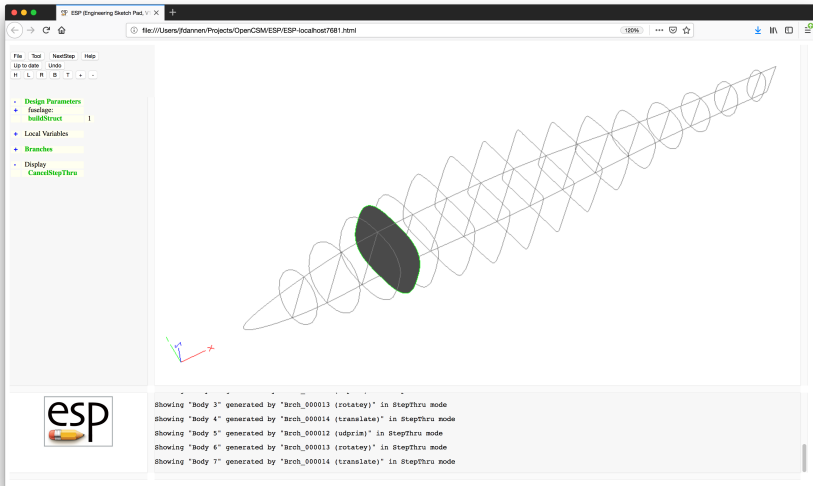 ESP (Engineering Sketch Pad, V
file:///Users/jfdannen/Projects/OpenCSM/ESP/ESP-localhost7681.html
120%
File Tool NextStep Help
Up to date Undo
H L R B T + -
- Design Parameters
+ fuselage:
buildStruct 1
+ Local Variables
+ Branches
- Display
CancelStepThru
X
esp
Showing "Body 3" generated by "Brch_000013 (rotatey)" in StepThru mode
Showing "Body 4" generated by "Brch_000014 (translate)" in StepThru mode
Showing "Body 5" generated by "Brch_000012 (udprim)" in StepThru mode
Showing "Body 6" generated by "Brch_000013 (rotatey)" in StepThru mode
Showing "Body 7" generated by "Brch_000014 (translate)" in StepThru mode